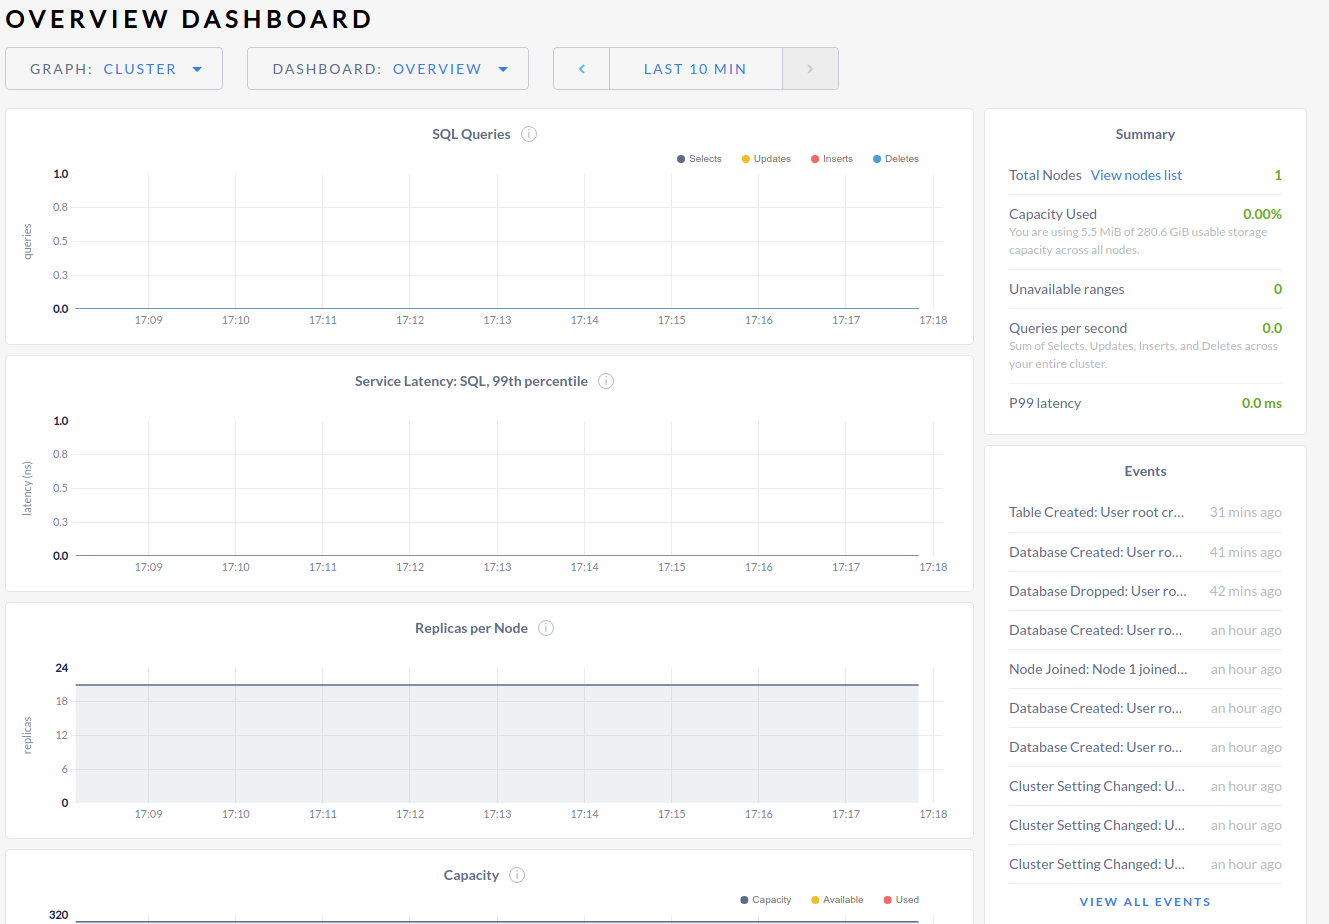 OVERVIEW DASHBOARD
GRAPH: CLUSTER
DASHBOARD: OVERVIEW
LAST 10 MIN
SQL Queries
Selects Updates Inserts Deletes
queries
1.0
0.8
0.5
0.3
0.0
17:09 17:10 17:11 17:12 17:13 17:14 17:15 17:16 17:17 17:18
Service Latency: SQL, 99th percentile
latency (ns)
1.0
0.8
0.5
0.3
0.0
17:09 17:10 17:11 17:12 17:13 17:14 17:15 17:16 17:17 17:18
Replicas per Node
replicas
24
18
12
6
0
17:09 17:10 17:11 17:12 17:13 17:14 17:15 17:16 17:17 17:18
Capacity
Capacity Available Used
320
Summary
Total Nodes View nodes list 1
Capacity Used 0.00%
You are using 5.5 MiB of 280.6 GiB usable storage
capacity across all nodes.
Unavailable ranges 0
Queries per second 0.0
Sum of Selects, Updates, Inserts, and Deletes across
your entire cluster.
P99 latency 0.0 ms
Events
Table Created: User root cr... 31 mins ago
Database Created: User ro... 41 mins ago
Database Dropped: User ro... 42 mins ago
Database Created: User ro... an hour ago
Node Joined: Node 1 joined... an hour ago
Database Created: User ro... an hour ago
Database Created: User ro... an hour ago
Cluster Setting Changed: U... an hour ago
Cluster Setting Changed: U... an hour ago
Cluster Setting Changed: U... an hour ago
VIEW ALL EVENTS